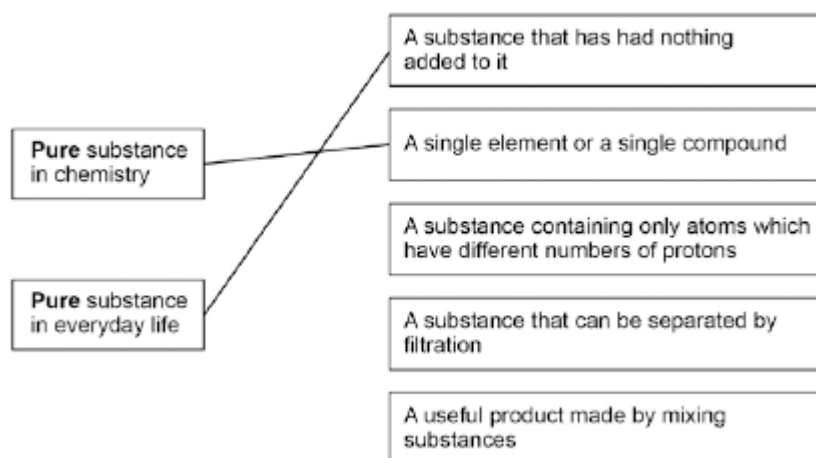 Pure substance
in chemistry
Pure substance
in everyday life
A substance that has had nothing
added to it
A single element or a single compound
A substance containing only atoms which
have different numbers of protons
A substance that can be separated by
filtration
A useful product made by mixing
substances